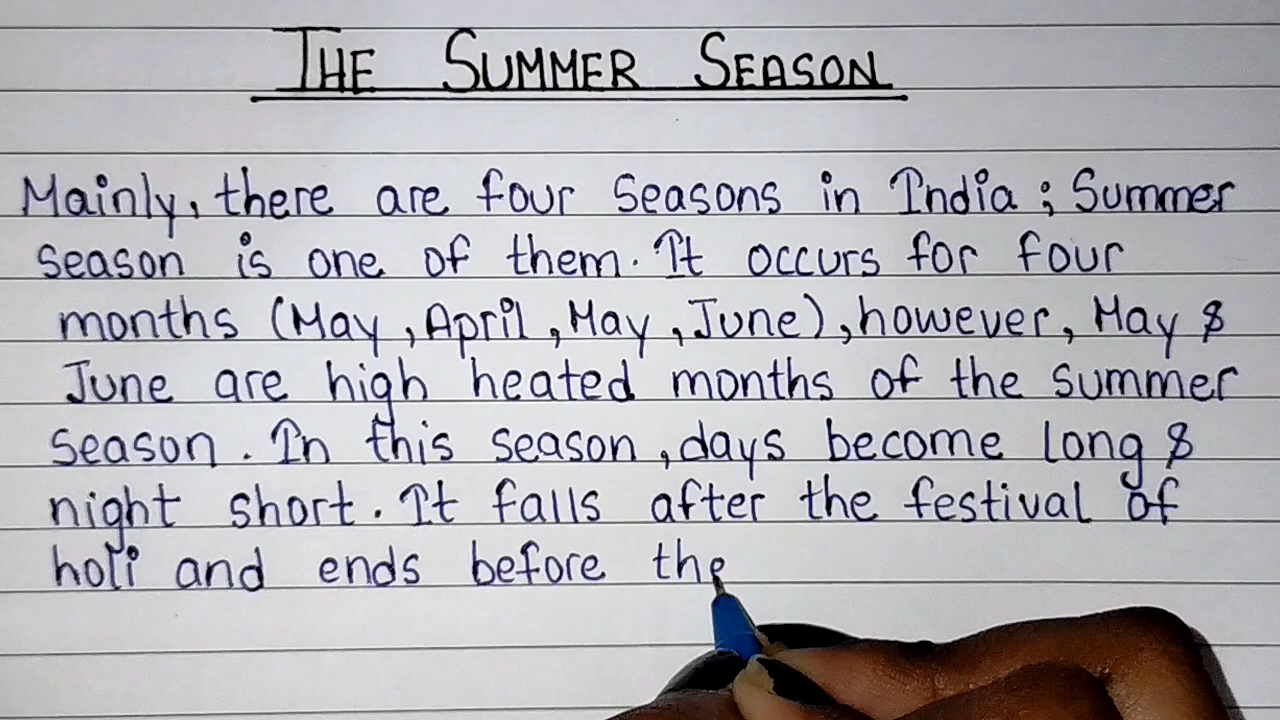 THE SUMMER SEASON
Mainly, there are four seasons in India; Summer
season is one of them. It occurs for four
months (May, April, May, June), however, May &
June are high heated months of the summer
season. In this season, days become long &
night short. It falls after the festival of
holi and ends before the